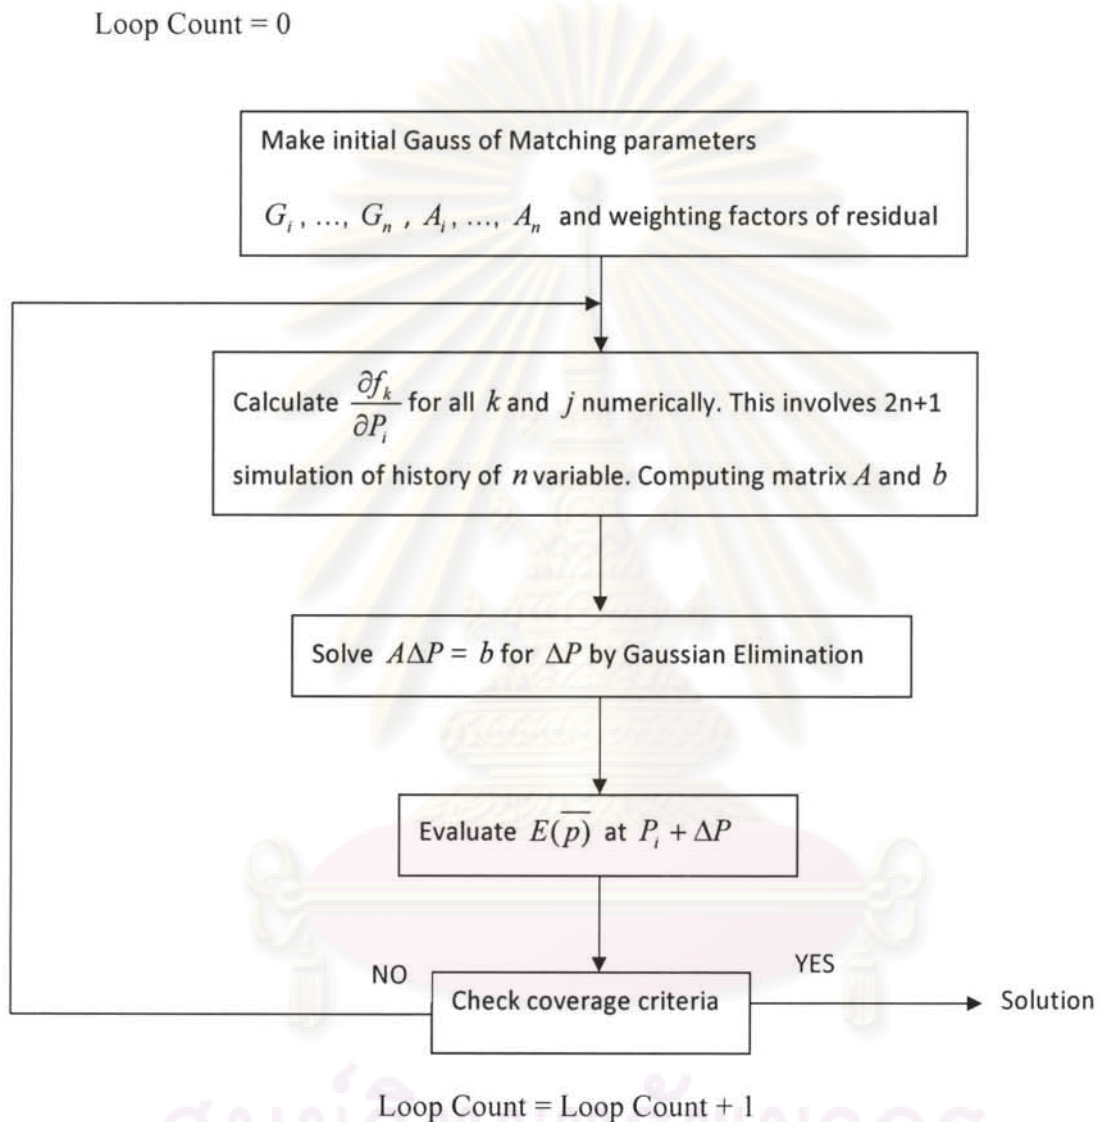 Loop Count = 0
Make initial Gauss of Matching parameters
G_i, ..., G_n, A_i, ..., A_n and weighting factors of residual
Calculate ∂f_k/∂P_i for all k and j numerically. This involves 2n+1
simulation of history of n variable. Computing matrix A and b
Solve AΔP = b for ΔP by Gaussian Elimination
Evaluate E(p̅) at P_i + ΔP
NO
YES
Check coverage criteria
Solution
Loop Count = Loop Count + 1